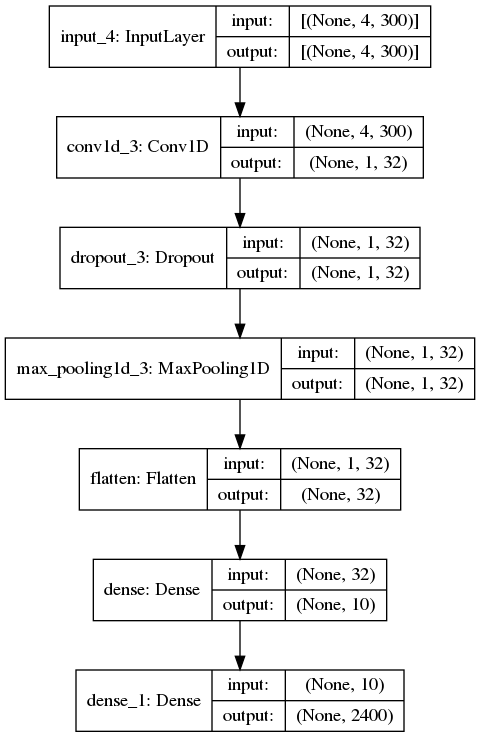 input_4: InputLayer
input: [(None, 4, 300)]
output: [(None, 4, 300)]
conv1d_3: Conv1D
input: (None, 4, 300)
output: (None, 1, 32)
dropout_3: Dropout
input: (None, 1, 32)
output: (None, 1, 32)
max_pooling1d_3: MaxPooling1D
input: (None, 1, 32)
output: (None, 1, 32)
flatten: Flatten
input: (None, 1, 32)
output: (None, 32)
dense: Dense
input: (None, 32)
output: (None, 10)
dense_1: Dense
input: (None, 10)
output: (None, 2400)